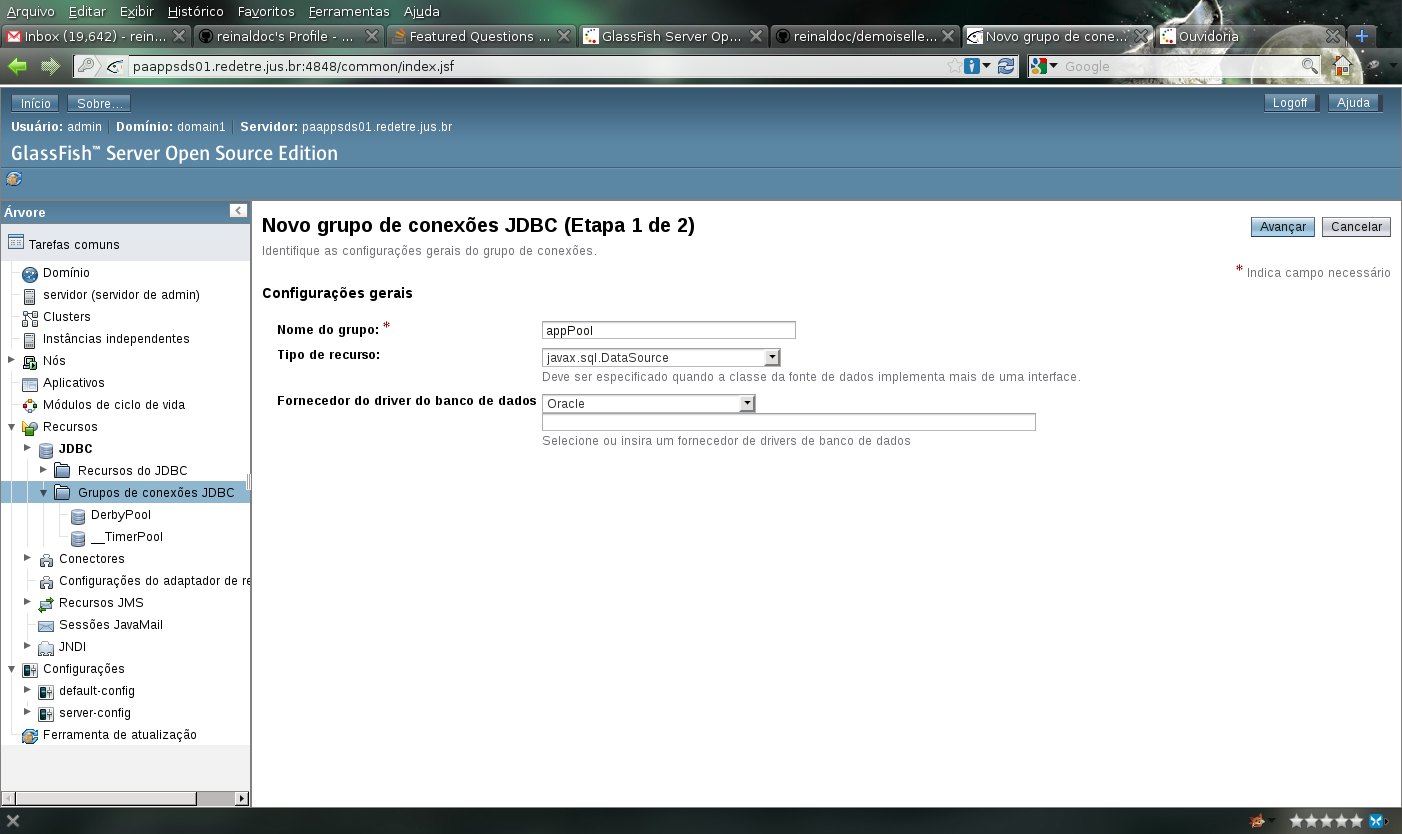 Arquivo Editar Exibir Histórico Favoritos Ferramentas Ajuda
Inbox (19,642) - rein... reinaldoc's Profile - ... Featured Questions ... GlassFish Server Op... reinaldo/demoiselle... Novo grupo de cone... Ouvidoria
paappsds01.redetre.jus.br:4848/common/index.jsf Google
Início Sobre... Logoff Ajuda
Usuário: admin Domínio: domain1 Servidor: paappsds01.redetre.jus.br
GlassFish™ Server Open Source Edition
Árvore
Tarefas comuns
Domínio
servidor (servidor de admin)
Clusters
Instâncias independentes
Nós
Aplicativos
Módulos de ciclo de vida
Recursos
JDBC
Recursos do JDBC
Grupos de conexões JDBC
DerbyPool
__TimerPool
Conectores
Configurações do adaptador de re
Recursos JMS
Sessões JavaMail
JNDI
Configurações
default-config
server-config
Ferramenta de atualização
Novo grupo de conexões JDBC (Etapa 1 de 2)
Avançar Cancelar
Identifique as configurações gerais do grupo de conexões.
* Indica campo necessário
Configurações gerais
Nome do grupo: * appPool
Tipo de recurso: javax.sql.DataSource
Deve ser especificado quando a classe da fonte de dados implementa mais de uma interface.
Fornecedor do driver do banco de dados Oracle
Selecione ou insira um fornecedor de drivers de banco de dados